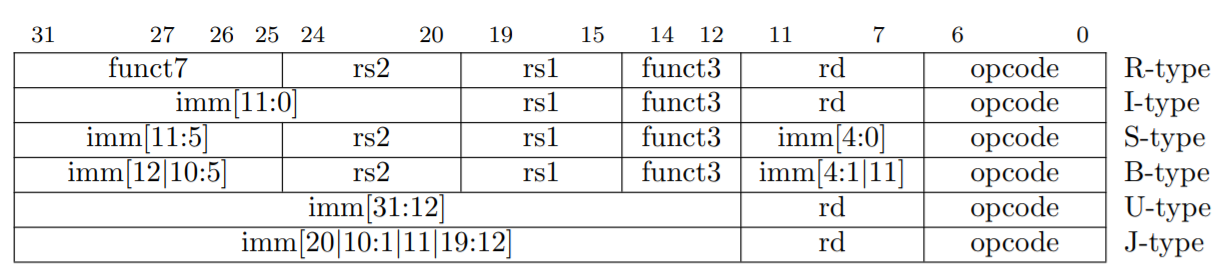 31 27 26 25 24 20 19 15 14 12 11 7 6 0
funct7 rs2 rs1 funct3 rd opcode R-type
imm[11:0] rs1 funct3 rd opcode I-type
imm[11:5] rs2 rs1 funct3 imm[4:0] opcode S-type
imm[12|10:5] rs2 rs1 funct3 imm[4:1|11] opcode B-type
imm[31:12] rd opcode U-type
imm[20|10:1|11|19:12] rd opcode J-type